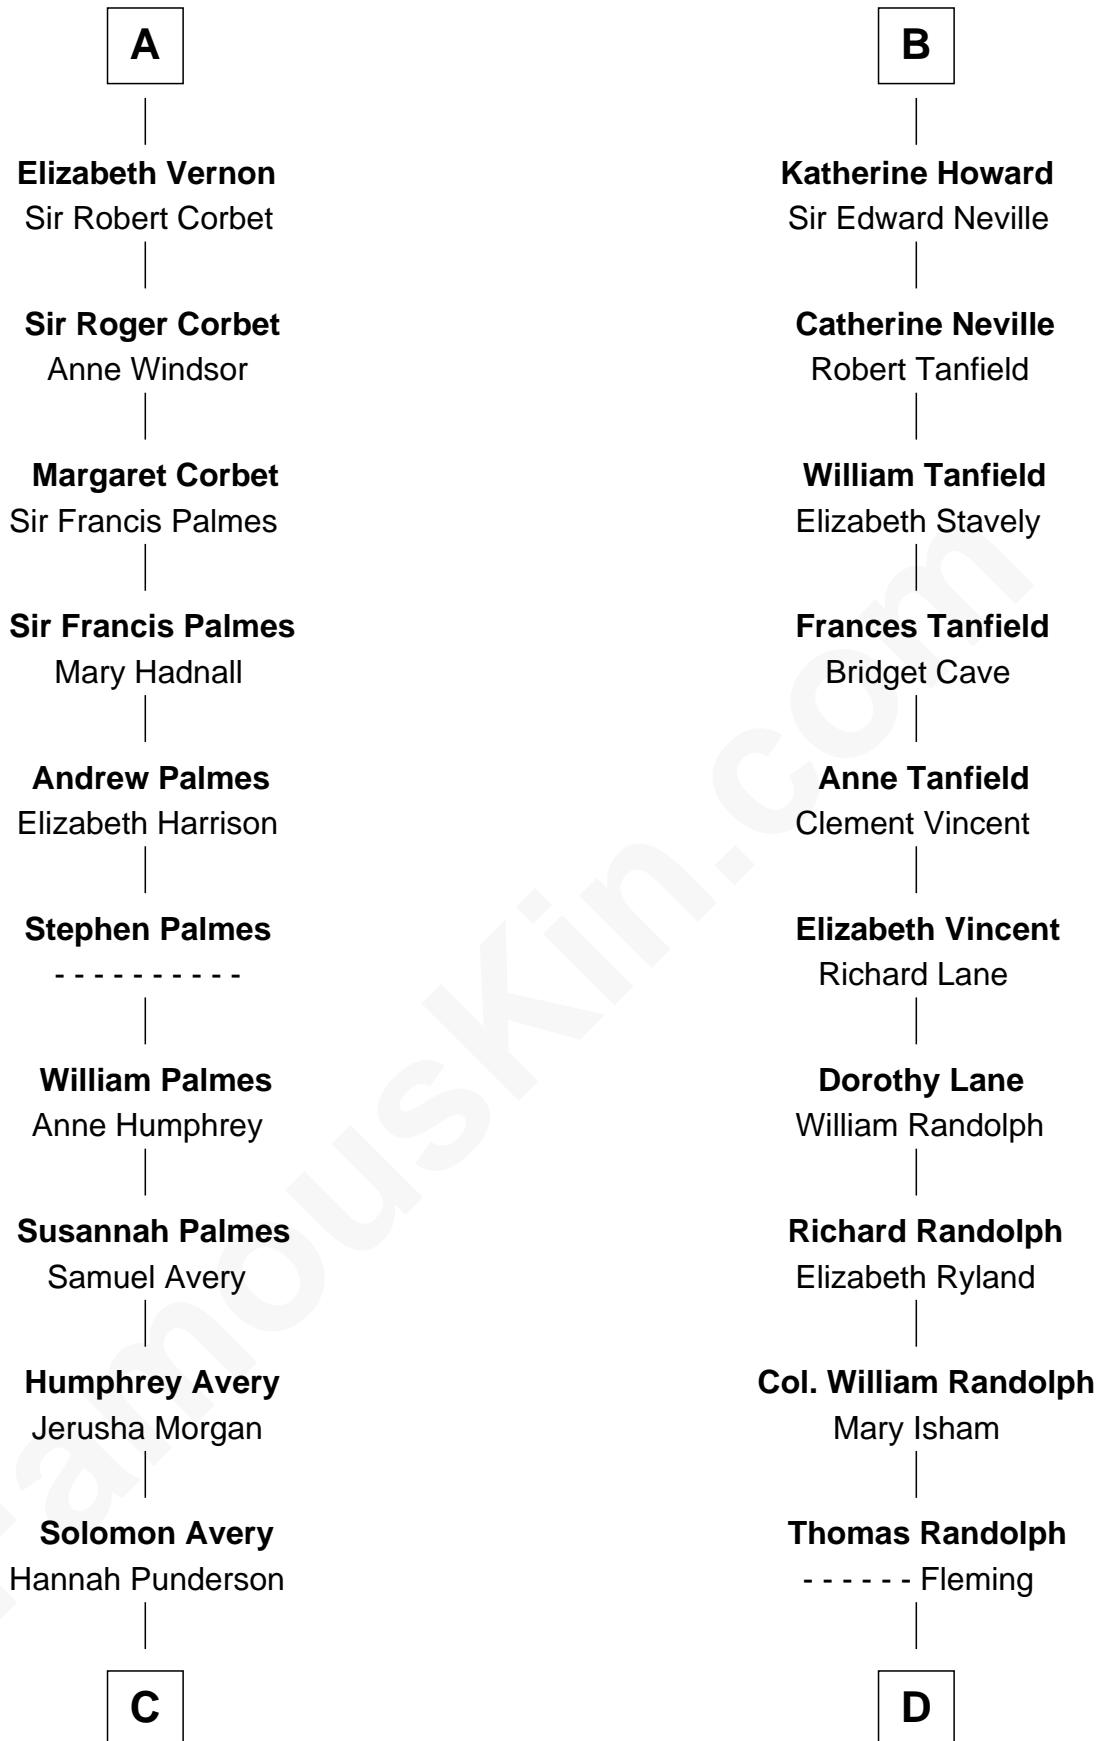 A
Elizabeth Vernon
Sir Robert Corbet
Sir Roger Corbet
Anne Windsor
Margaret Corbet
Sir Francis Palmes
Sir Francis Palmes
Mary Hadnall
Andrew Palmes
Elizabeth Harrison
Stephen Palmes
- - - - - - - - - -
William Palmes
Anne Humphrey
Susannah Palmes
Samuel Avery
Humphrey Avery
Jerusha Morgan
Solomon Avery
Hannah Punderson
C
B
Katherine Howard
Sir Edward Neville
Catherine Neville
Robert Tanfield
William Tanfield
Elizabeth Stavely
Frances Tanfield
Bridget Cave
Anne Tanfield
Clement Vincent
Elizabeth Vincent
Richard Lane
Dorothy Lane
William Randolph
Richard Randolph
Elizabeth Ryland
Col. William Randolph
Mary Isham
Thomas Randolph
- - - - - - Fleming
D
FamousKin.com